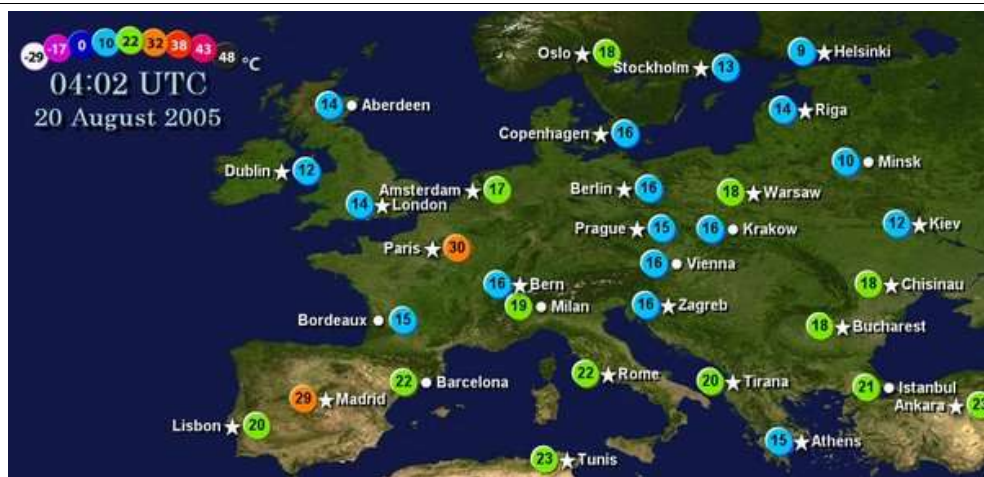 -29 -17 0 10 22 32 38 43 48 °C
04:02 UTC
20 August 2005
Oslo 18
Stockholm 13
9 Helsinki
14 Aberdeen
14 Riga
Copenhagen 16
10 Minsk
Dublin 12
Amsterdam 17
Berlin 16
18 Warsaw
14 London
12 Kiev
Prague 15
16 Krakow
Paris 30
16 Vienna
16 Bern
18 Chisinau
19 Milan
16 Zagreb
Bordeaux 15
18 Bucharest
22 Rome
20 Tirana
22 Barcelona
21 Istanbul
29 Madrid
Ankara 23
Lisbon 20
15 Athens
23 Tunis